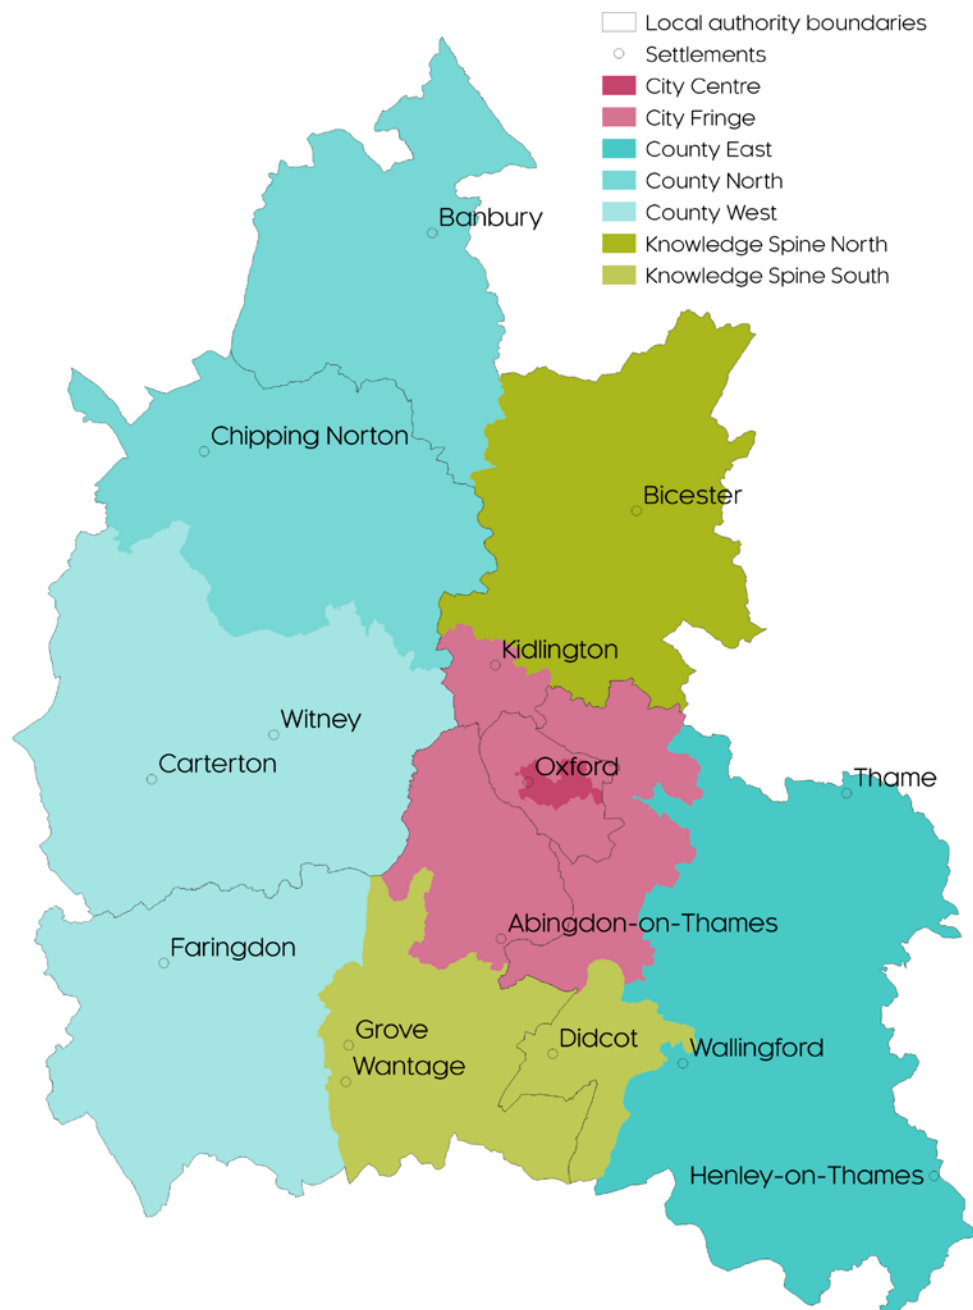 Local authority boundaries
Settlements
City Centre
City Fringe
County East
County North
County West
Knowledge Spine North
Knowledge Spine South
Banbury
Chipping Norton
Bicester
Kidlington
Witney
Carterton
Oxford
Thame
Abingdon-on-Thames
Faringdon
Grove
Didcot
Wallingford
Wantage
Henley-on-Thames